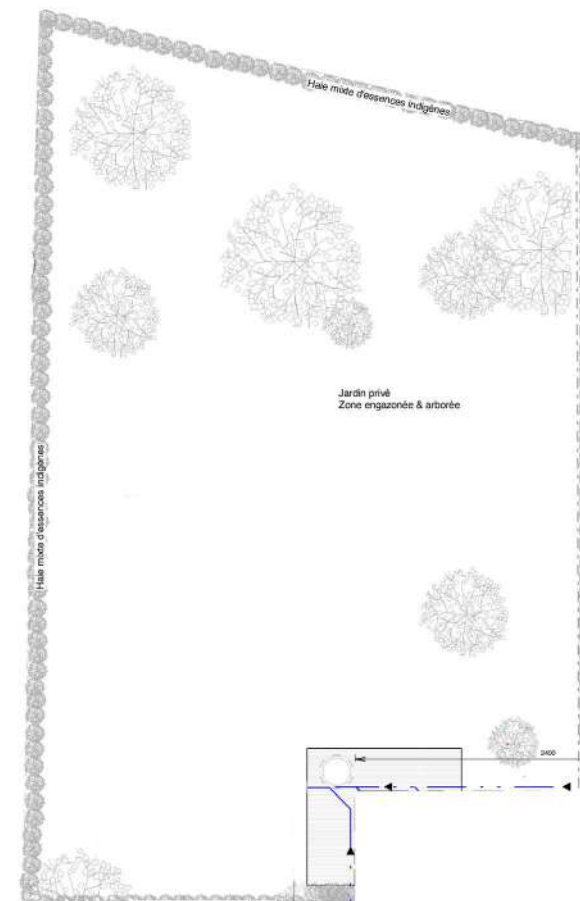 Haie mixte d'essences indigènes
Jardin privé
Zone engazonée & arborée
Haie mixte d'essences indigènes
2400